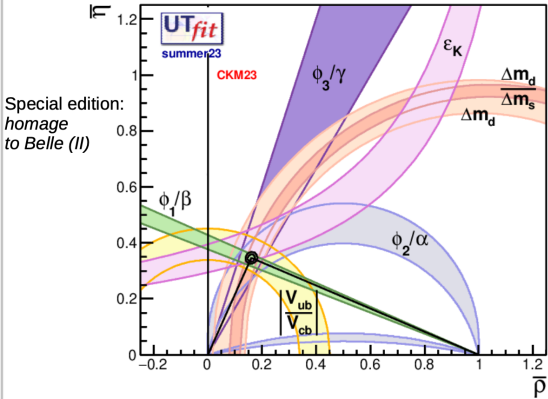 η̅
UTfit
summer23
CKM23
Special edition:
homage
to Belle (II)
ϕ3/γ
εK
Δmd
Δms
Δmd
ϕ1/β
ϕ2/α
|Vub
Vcb|
1.2
1
0.8
0.6
0.4
0.2
0
−0.2 0 0.2 0.4 0.6 0.8 1 1.2
ρ̅